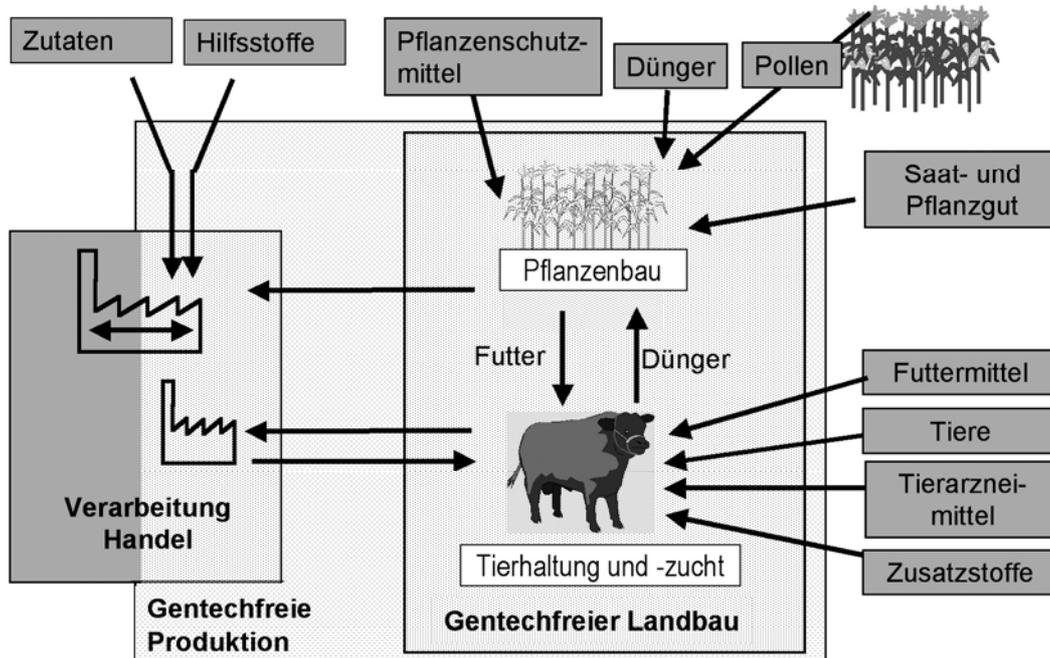 Zutaten
Hilfsstoffe
Pflanzenschutz-
mittel
Dünger
Pollen
Saat- und
Pflanzgut
Pflanzenbau
Futter
Dünger
Futtermittel
Tiere
Tierarznei-
mittel
Zusatzstoffe
Verarbeitung
Handel
Tierhaltung und -zucht
Gentechfreie
Produktion
Gentechfreier Landbau